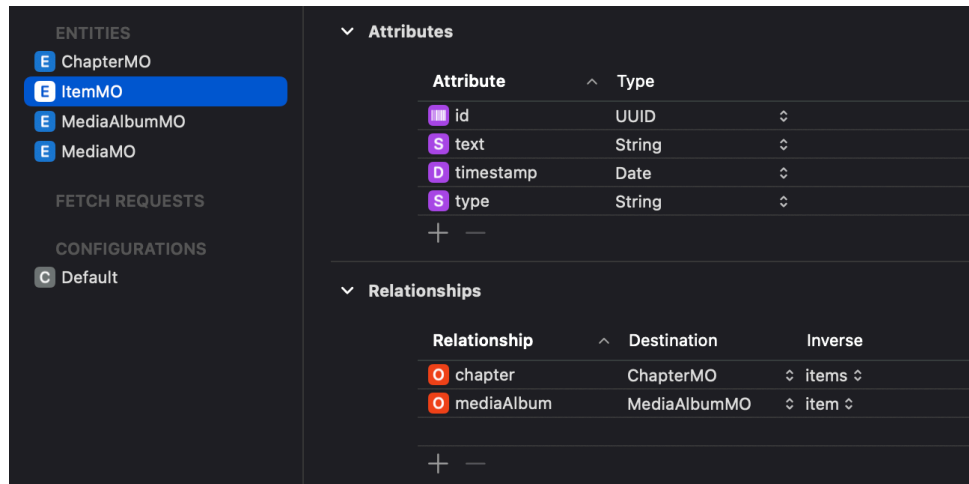 ENTITIES
E ChapterMO
E ItemMO
E MediaAlbumMO
E MediaMO
FETCH REQUESTS
CONFIGURATIONS
C Default
Attributes
Attribute Type
id UUID
S text String
D timestamp Date
S type String
Relationships
Relationship Destination Inverse
O chapter ChapterMO items
O mediaAlbum MediaAlbumMO item